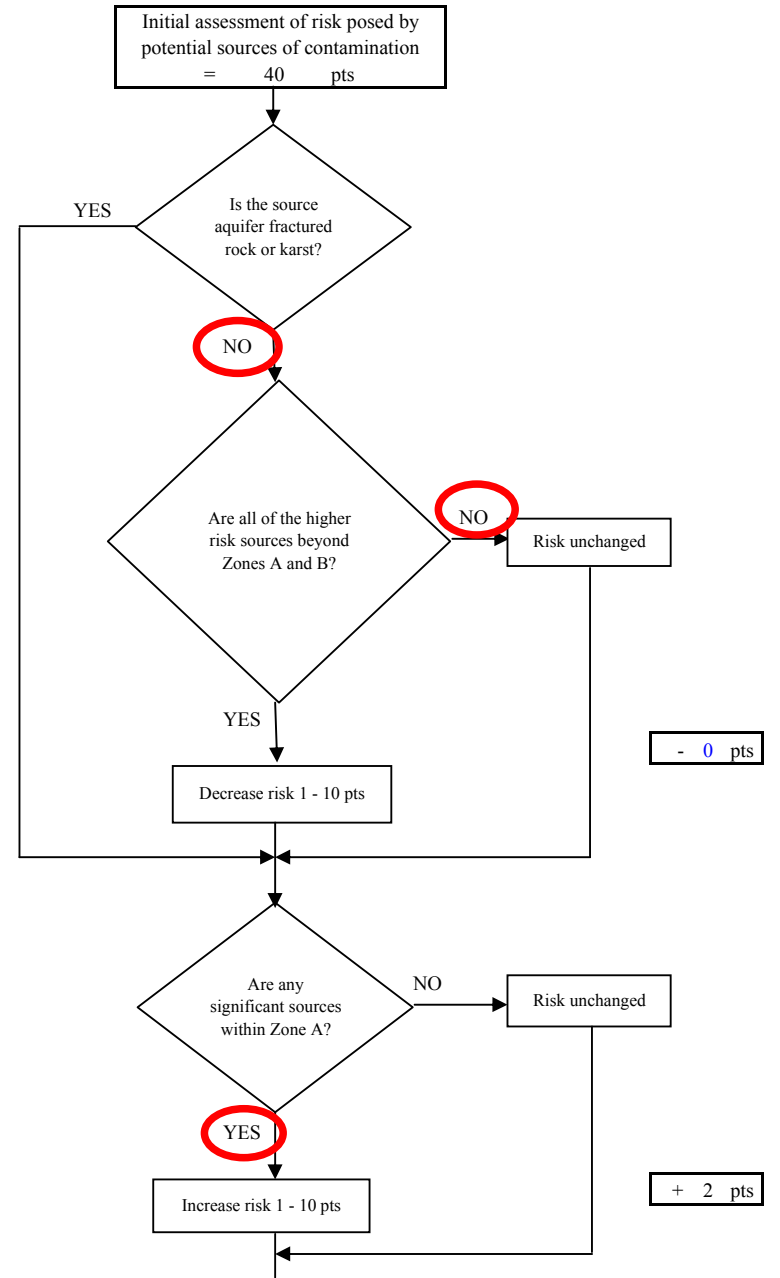 Initial assessment of risk posed by
potential sources of contamination
= 40 pts
YES
Is the source
aquifer fractured
rock or karst?
NO
Are all of the higher
risk sources beyond
Zones A and B?
NO
Risk unchanged
YES
- 0 pts
Decrease risk 1 - 10 pts
Are any
significant sources
within Zone A?
NO
Risk unchanged
YES
+ 2 pts
Increase risk 1 - 10 pts